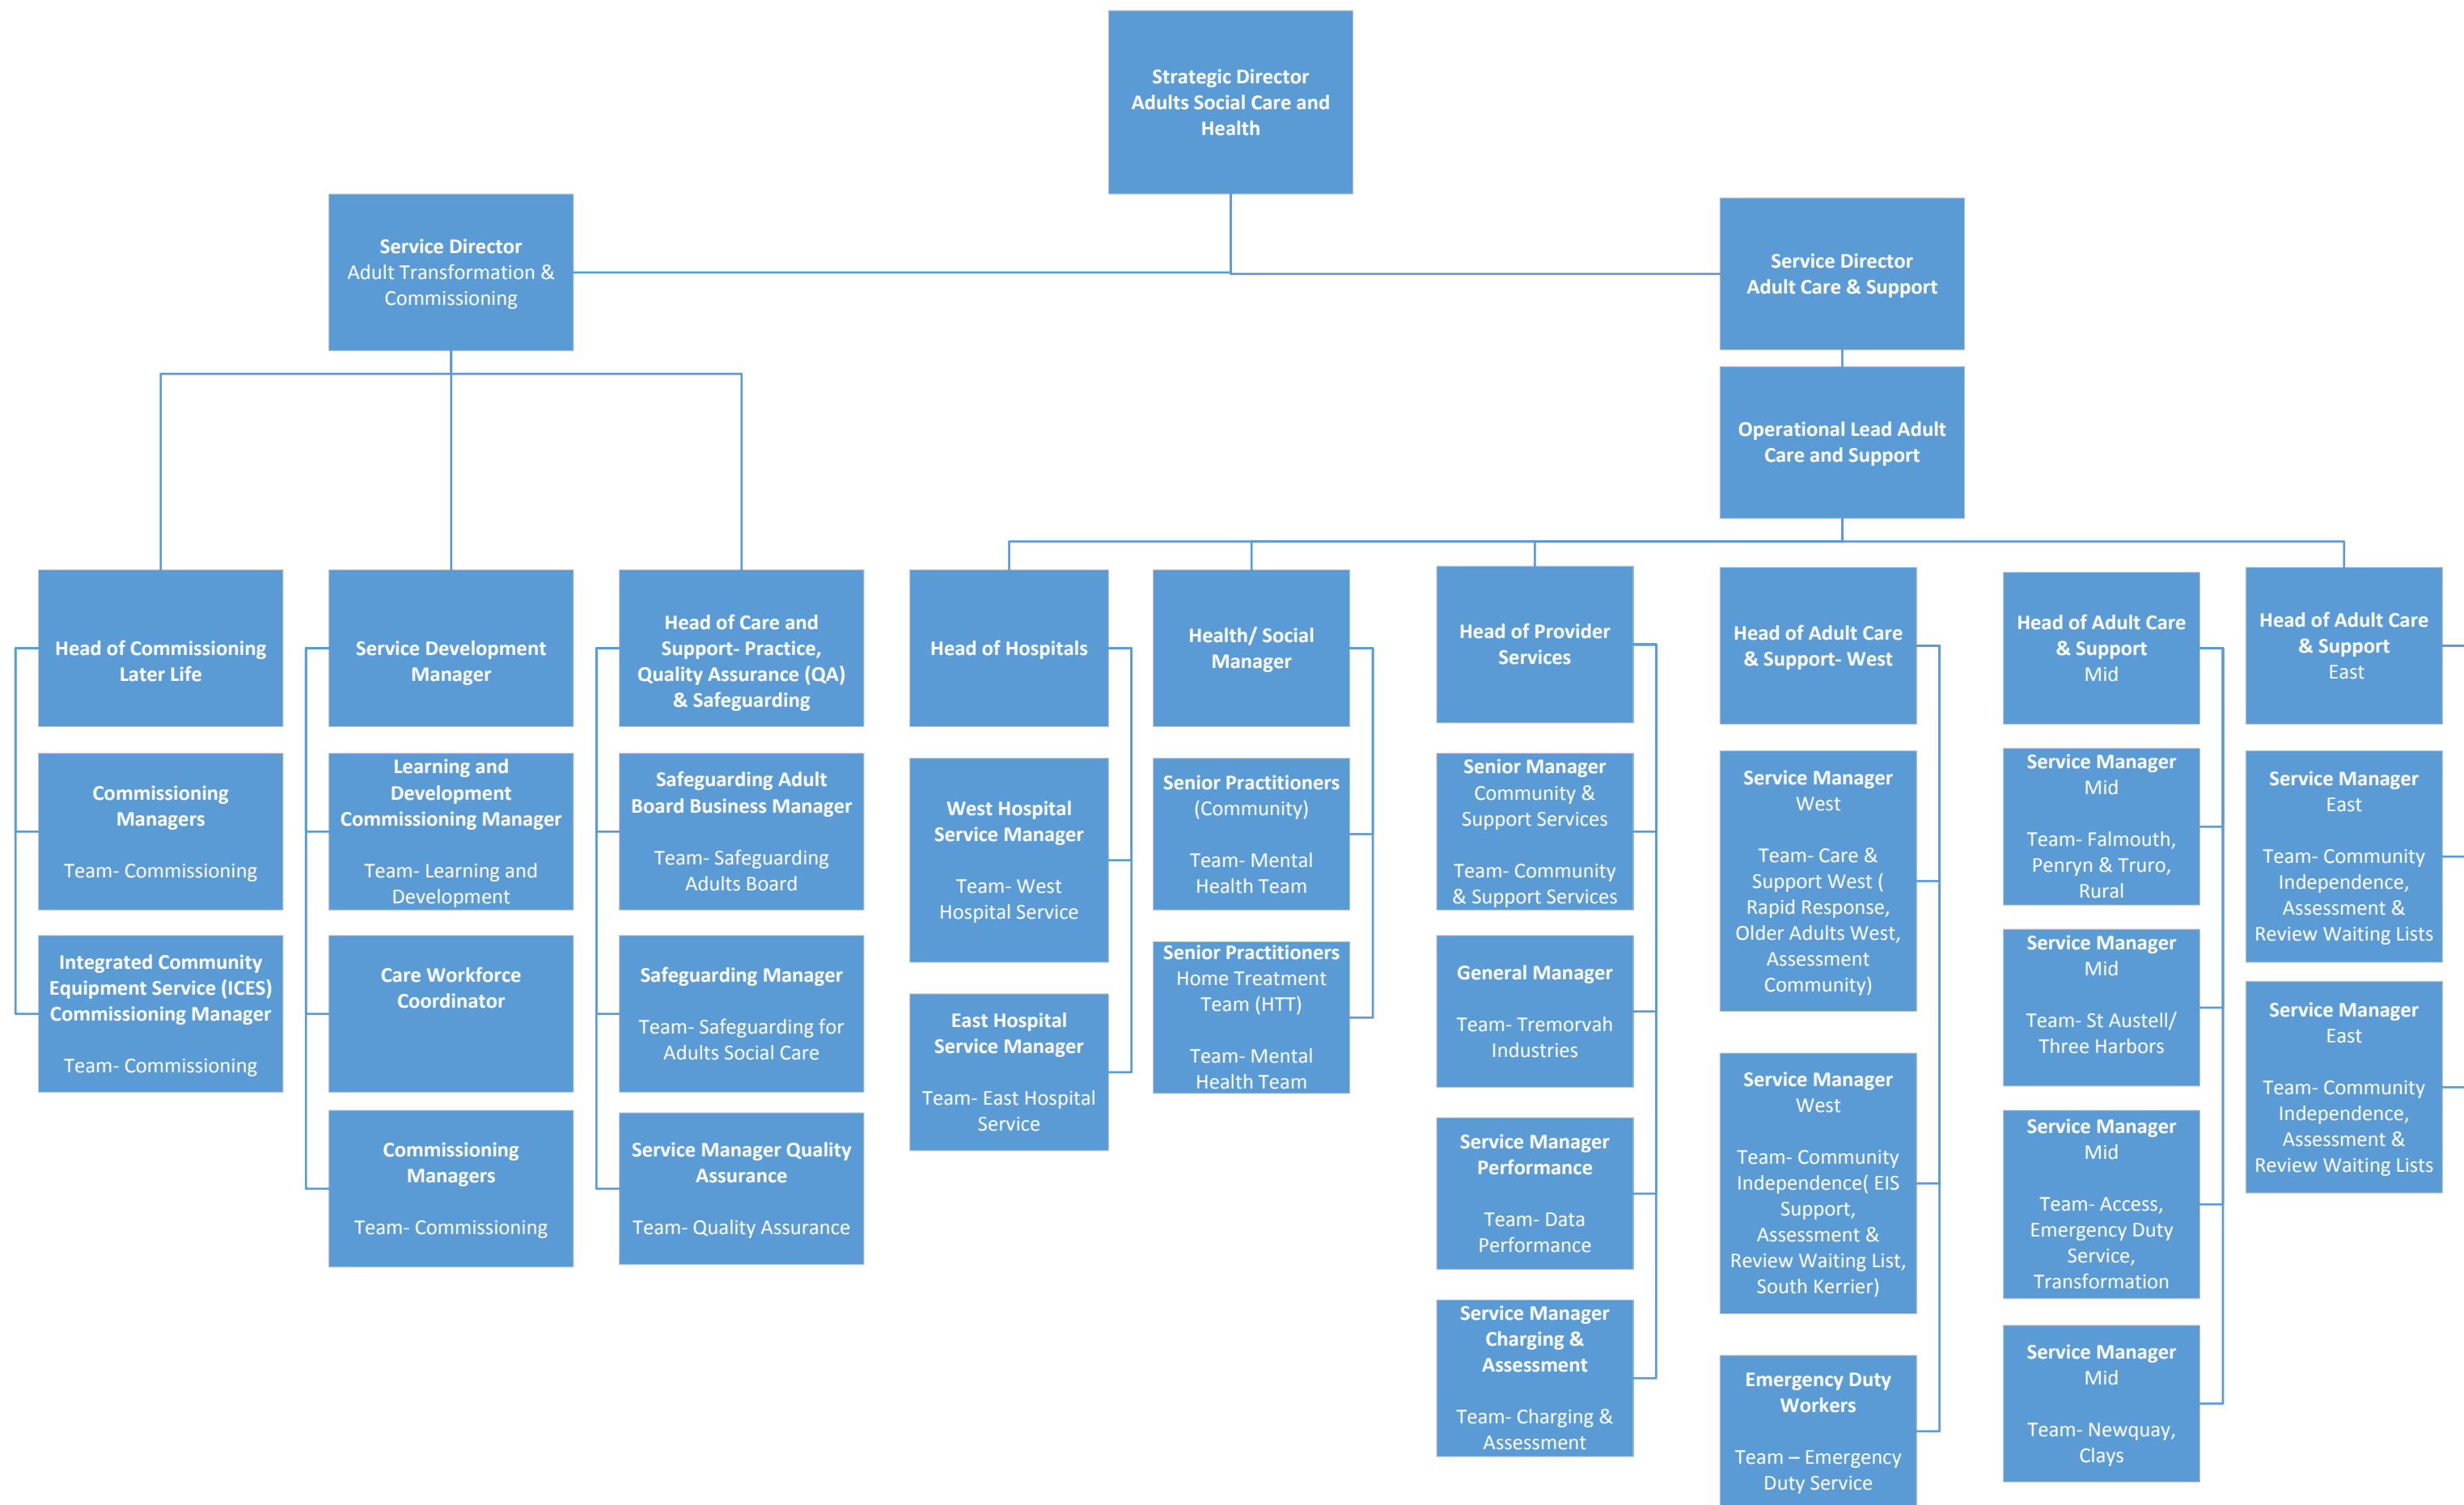 Strategic Director
Adults Social Care and
Health
Service Director
Adult Transformation &
Commissioning
Service Director
Adult Care & Support
Operational Lead Adult
Care and Support
Head of Commissioning
Later Life
Service Development
Manager
Head of Care and
Support- Practice,
Quality Assurance (QA)
& Safeguarding
Head of Hospitals
Health/ Social
Manager
Head of Provider
Services
Head of Adult Care
& Support- West
Head of Adult Care
& Support
Mid
Head of Adult Care
& Support
East
Commissioning
Managers
Team- Commissioning
Integrated Community
Equipment Service (ICES)
Commissioning Manager
Team- Commissioning
Learning and
Development
Commissioning Manager
Team- Learning and
Development
Care Workforce
Coordinator
Commissioning
Managers
Team- Commissioning
Safeguarding Adult
Board Business Manager
Team- Safeguarding
Adults Board
Safeguarding Manager
Team- Safeguarding for
Adults Social Care
Service Manager Quality
Assurance
Team- Quality Assurance
West Hospital
Service Manager
Team- West
Hospital Service
East Hospital
Service Manager
Team- East Hospital
Service
Senior Practitioners
(Community)
Team- Mental
Health Team
Senior Practitioners
Home Treatment
Team (HTT)
Team- Mental
Health Team
Senior Manager
Community &
Support Services
Team- Community
& Support Services
General Manager
Team- Tremorvah
Industries
Service Manager
Performance
Team- Data
Performance
Service Manager
Charging &
Assessment
Team- Charging &
Assessment
Service Manager
West
Team- Care &
Support West (
Rapid Response,
Older Adults West,
Assessment
Community)
Service Manager
West
Team- Community
Independence( EIS
Support,
Assessment &
Review Waiting List,
South Kerrier)
Emergency Duty
Workers
Team – Emergency
Duty Service
Service Manager
Mid
Team- Falmouth,
Penryn & Truro,
Rural
Service Manager
Mid
Team- St Austell/
Three Harbors
Service Manager
Mid
Team- Access,
Emergency Duty
Service,
Transformation
Service Manager
Mid
Team- Newquay,
Clays
Service Manager
East
Team- Community
Independence,
Assessment &
Review Waiting Lists
Service Manager
East
Team- Community
Independence,
Assessment &
Review Waiting Lists